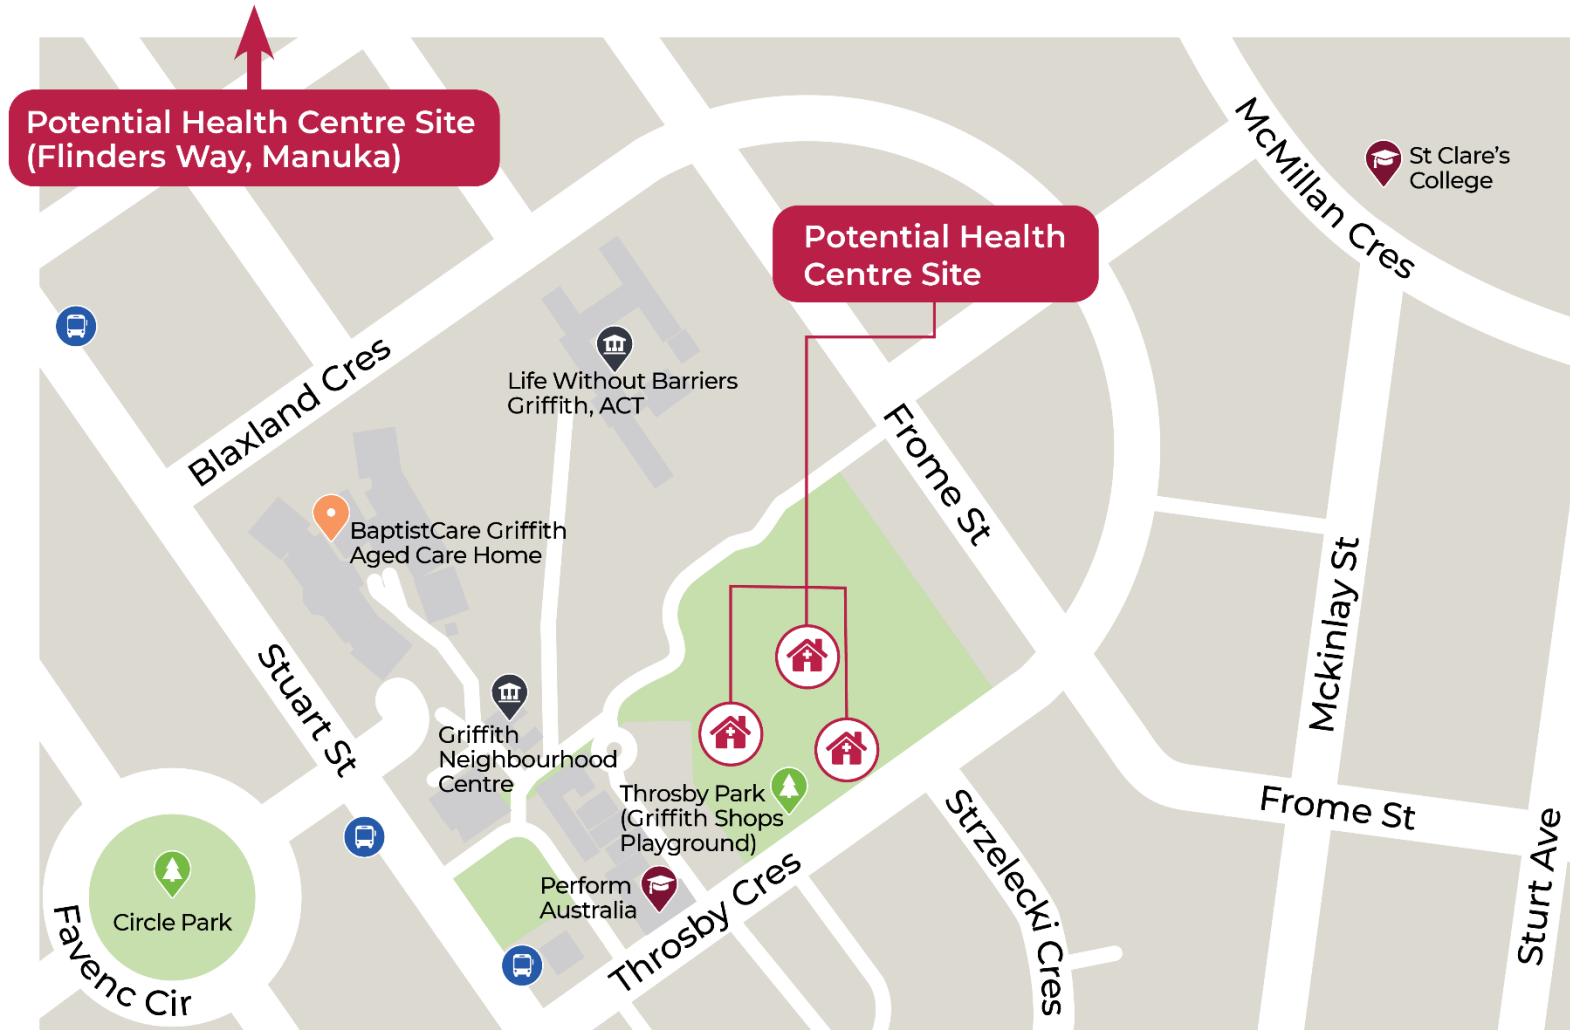 Potential Health Centre Site
(Flinders Way, Manuka)
McMillan Cres
St Clare's
College
Potential Health
Centre Site
Blaxland Cres
Life Without Barriers
Griffith, ACT
Frome St
BaptistCare Griffith
Aged Care Home
Mckinlay St
Stuart St
Griffith
Neighbourhood
Centre
Throsby Park
(Griffith Shops
Playground)
Strzelecki Cres
Frome St
Sturt Ave
Perform
Australia
Throsby Cres
Circle Park
Favenc Cir